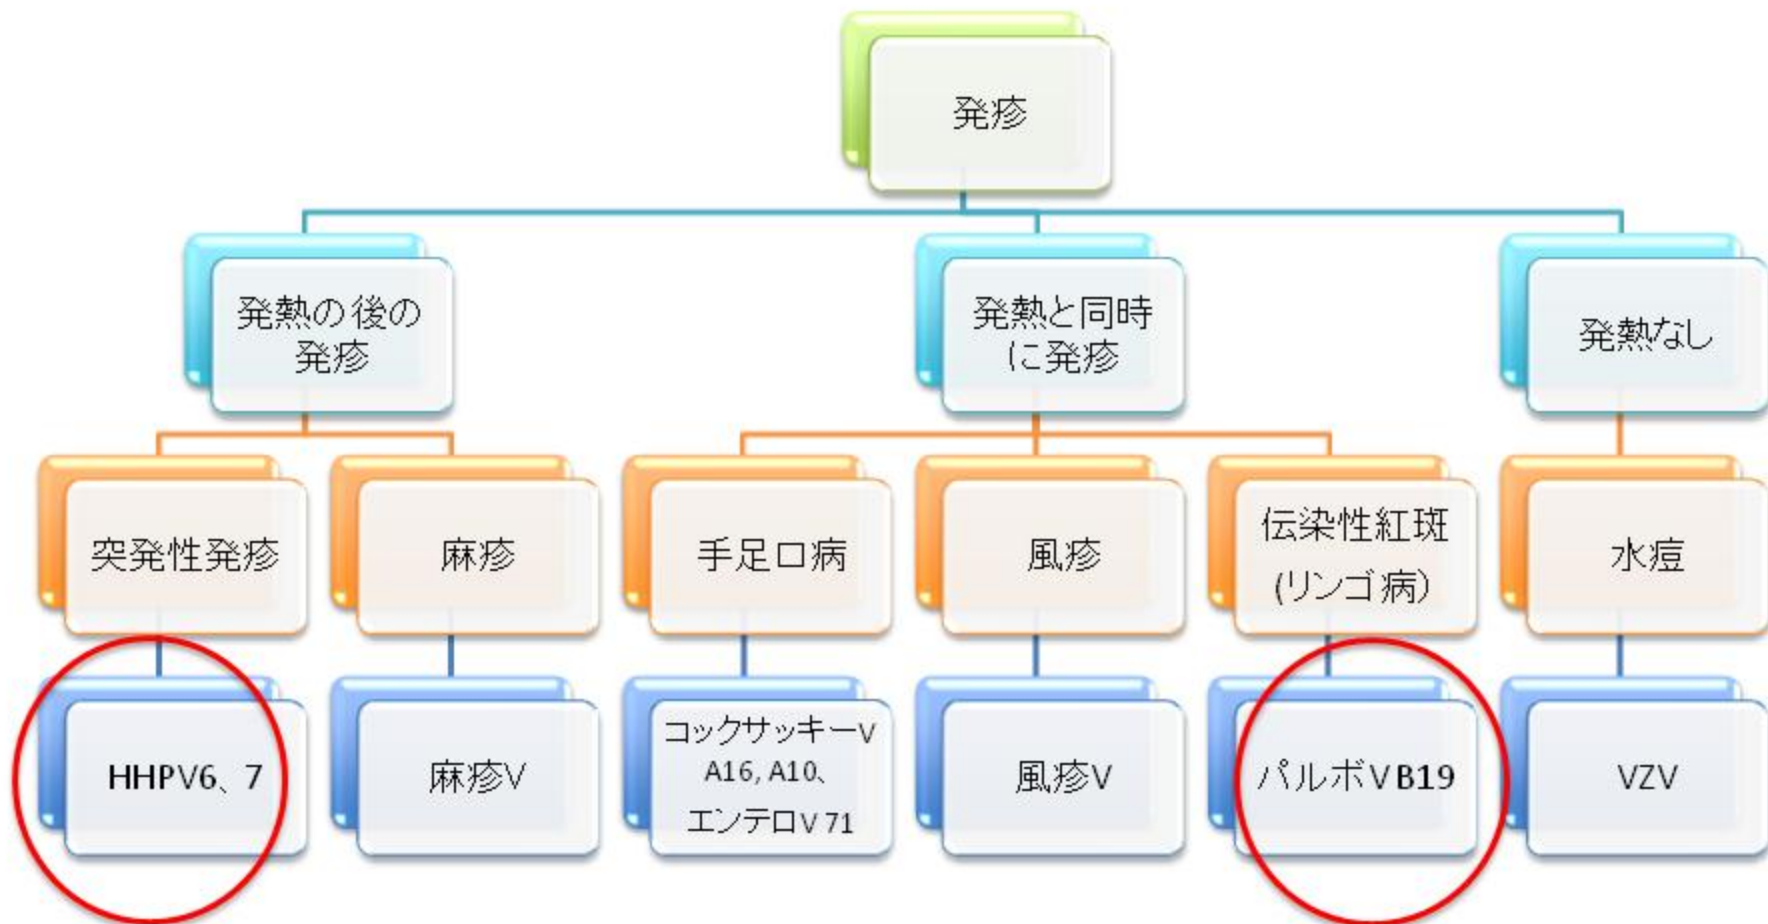 発疹
発熱の後の
発疹
発熱と同時
に発疹
発熱なし
突発性発疹
麻疹
手足口病
風疹
伝染性紅斑
(リンゴ病)
水痘
HHPV6、7
麻疹V
コックサッキーV
A16, A10、
エンテロV 71
風疹V
パルボV B19
VZV